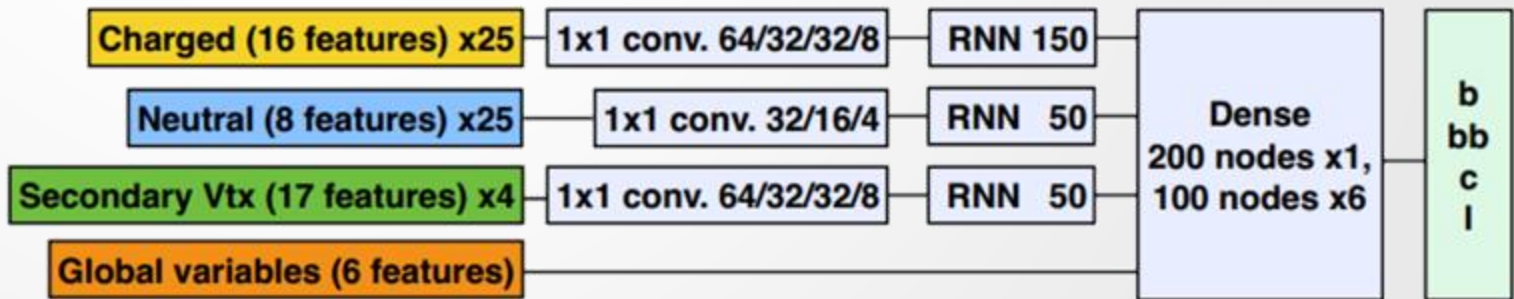 Charged (16 features) x25
1x1 conv. 64/32/32/8
RNN 150
Neutral (8 features) x25
1x1 conv. 32/16/4
RNN 50
Secondary Vtx (17 features) x4
1x1 conv. 64/32/32/8
RNN 50
Global variables (6 features)
Dense
200 nodes x1,
100 nodes x6
b
bb
c
l